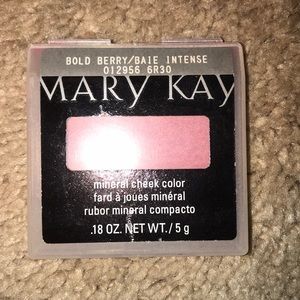 BOLD BERRY/BAIE INTENSE
012956 6R30
MARY KAY
mineral cheek color
fard à joues minéral
rubor mineral compacto
.18 OZ. NET WT./5 g